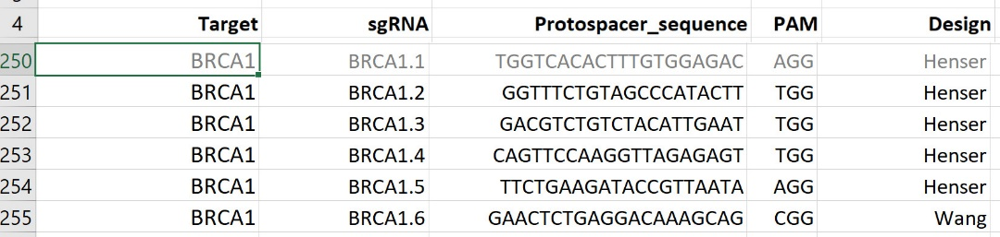 4 Target sgRNA Protospacer_sequence PAM Design
250 BRCA1 BRCA1.1 TGGTCACACTTTGTGGAGAC AGG Henser
251 BRCA1 BRCA1.2 GGTTTCTGTAGCCCATACTT TGG Henser
252 BRCA1 BRCA1.3 GACGTCTGTCTACATTGAAT TGG Henser
253 BRCA1 BRCA1.4 CAGTTCCAAGGTTAGAGAGT TGG Henser
254 BRCA1 BRCA1.5 TTCTGAAGATACCGTTAATA AGG Henser
255 BRCA1 BRCA1.6 GAACTCTGAGGACAAAGCAG CGG Wang